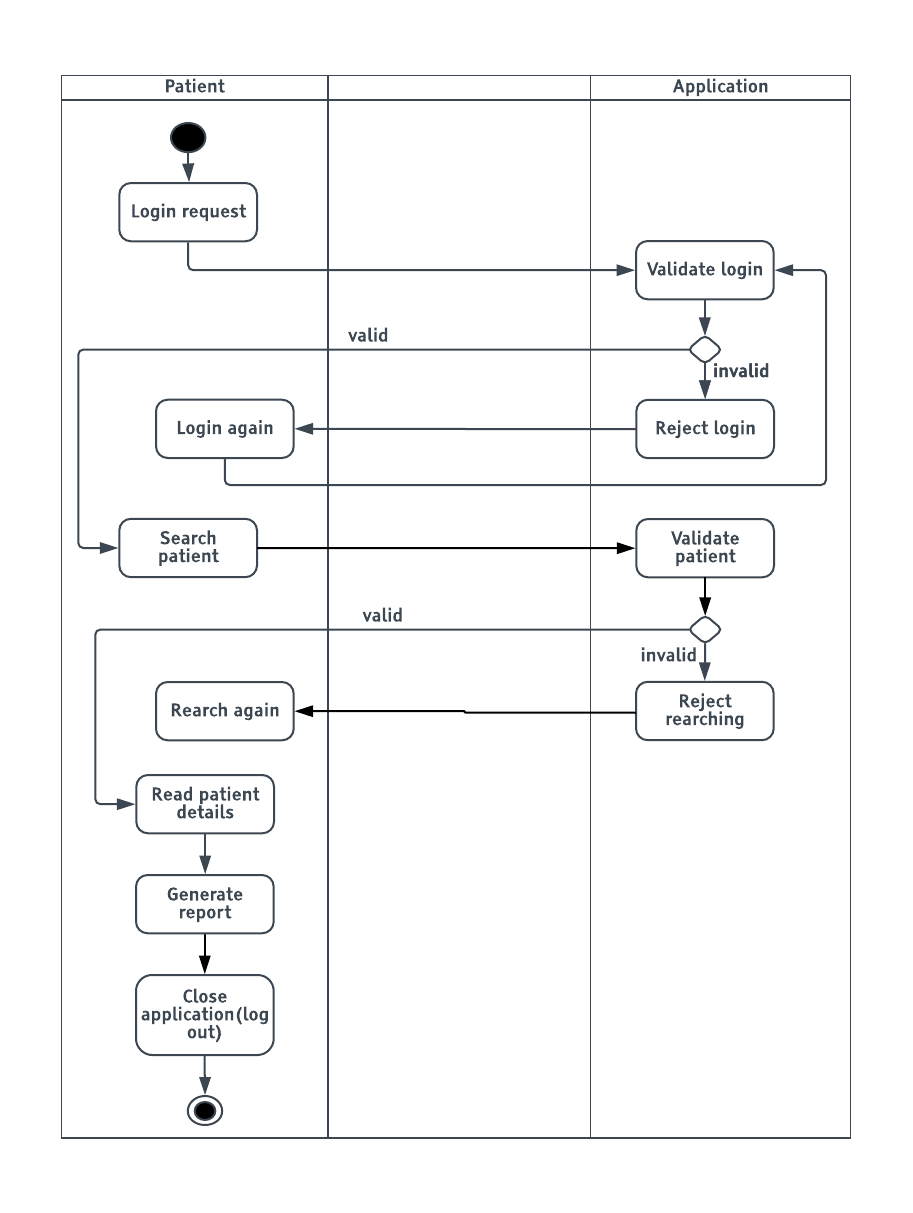 Patient
Application
Login request
Validate login
valid
invalid
Login again
Reject login
Search
patient
Validate
patient
valid
invalid
Rearch again
Reject
rearching
Read patient
details
Generate
report
Close
application(log
out)